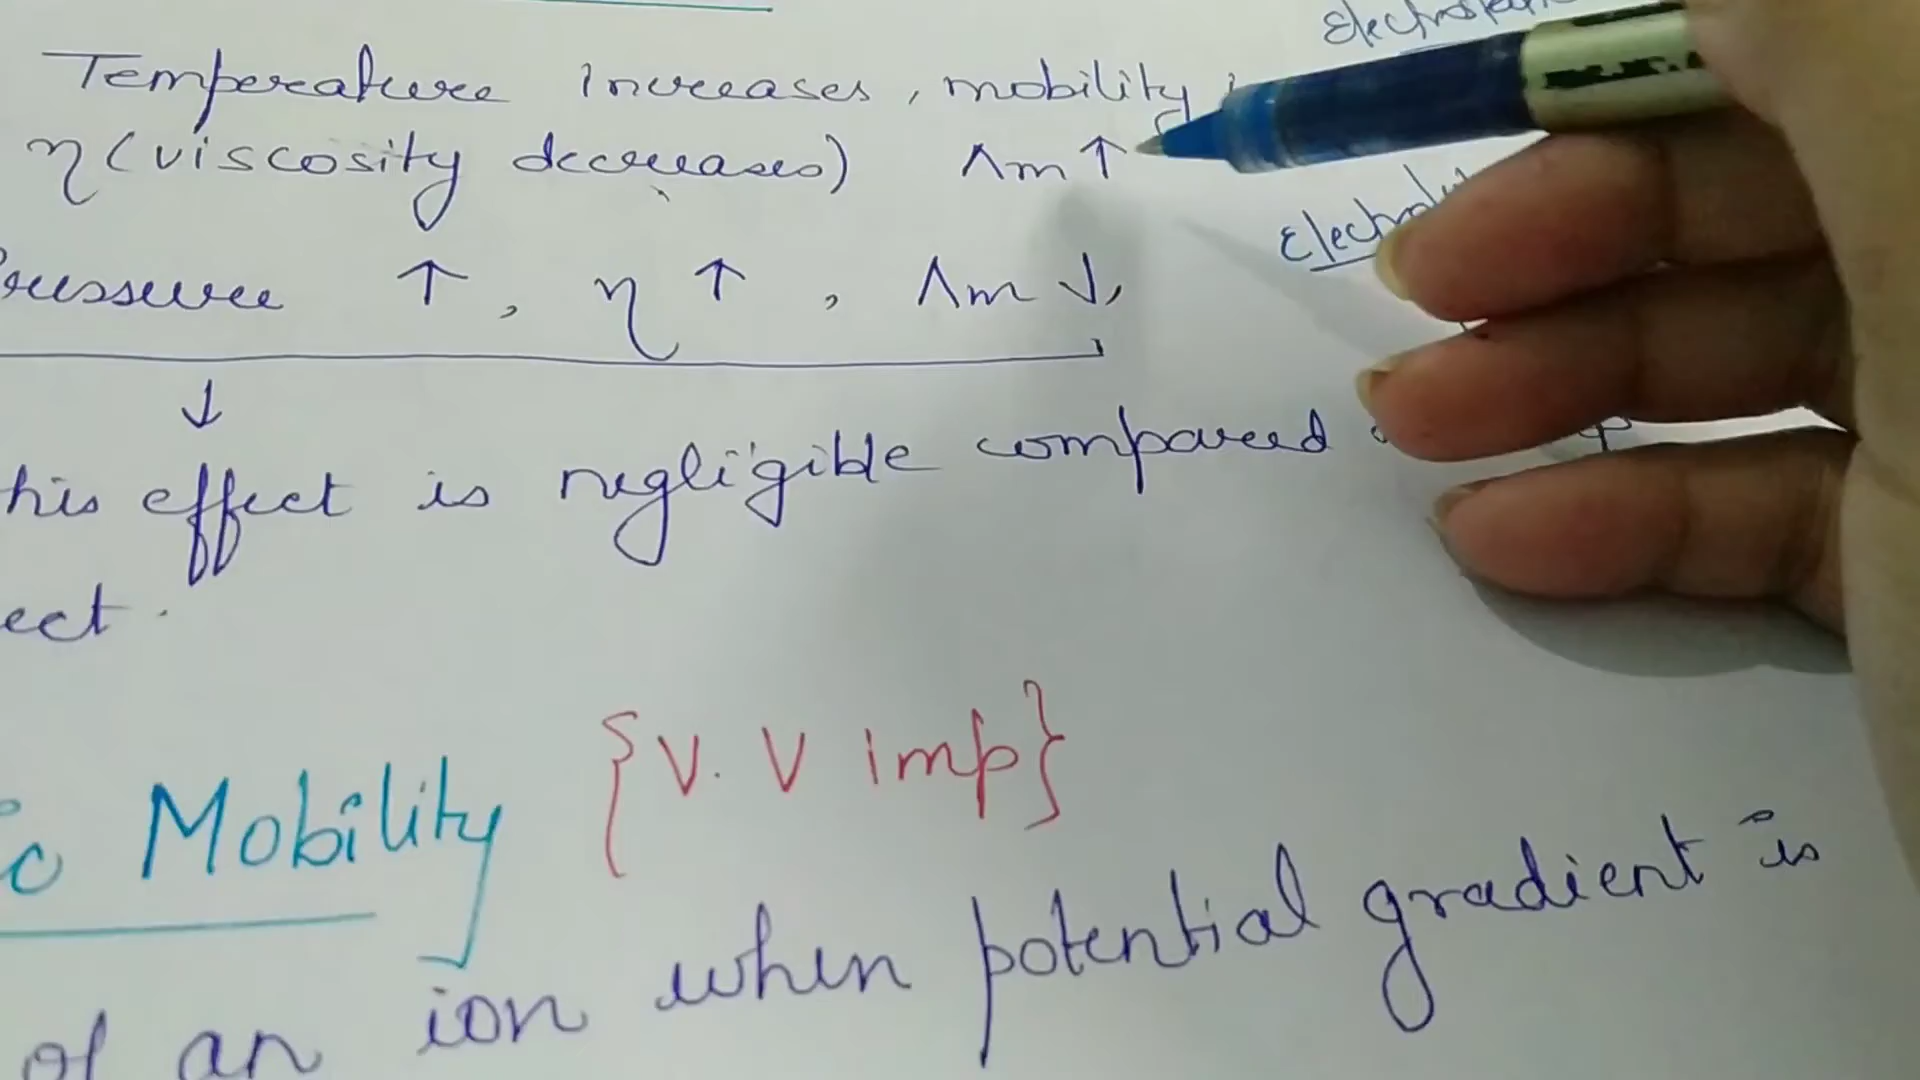 Temperature increases, mobility
η (viscosity decreases) Λm ↑
ressure ↑, η ↑, Λm ↓,
↓
his effect is negligible compared
ect.
ic Mobility {V. V imp}
of an ion when potential gradient is